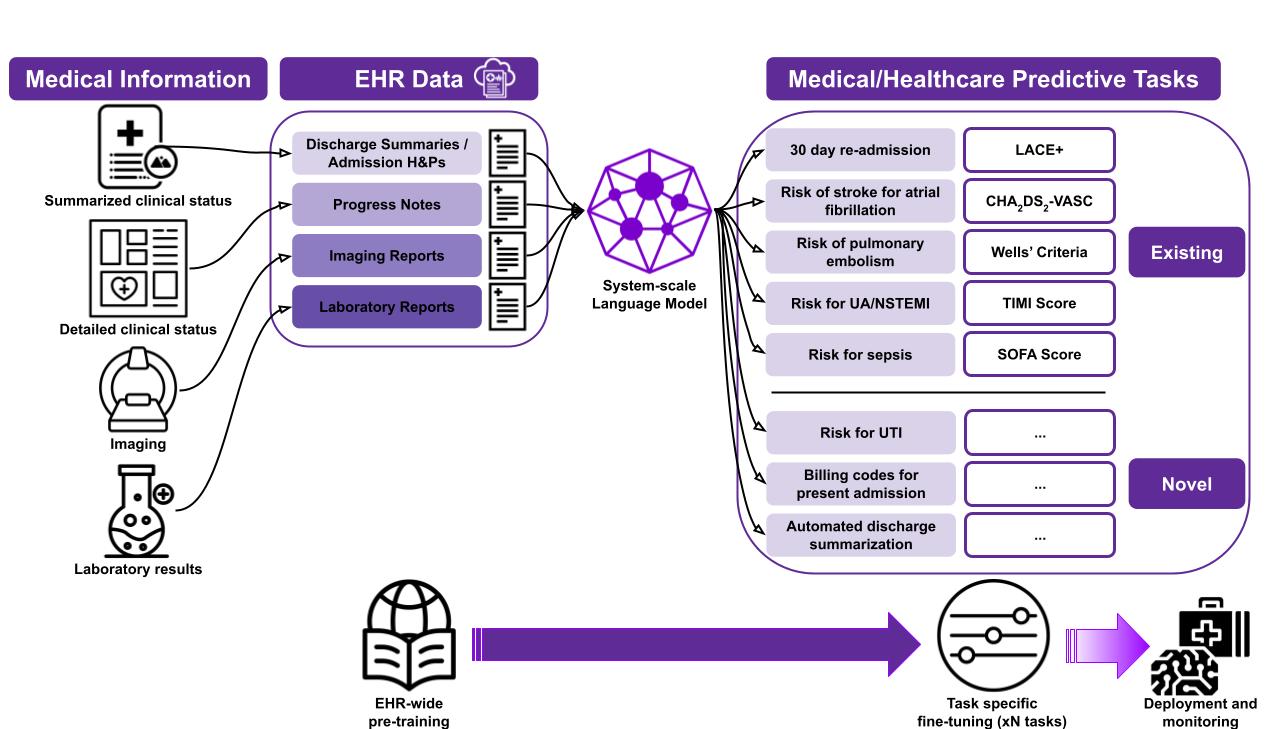 Medical Information
EHR Data
Medical/Healthcare Predictive Tasks
Summarized clinical status
Detailed clinical status
Imaging
Laboratory results
Discharge Summaries /
Admission H&Ps
Progress Notes
Imaging Reports
Laboratory Reports
System-scale
Language Model
30 day re-admission
LACE+
Risk of stroke for atrial
fibrillation
CHA₂DS₂-VASC
Risk of pulmonary
embolism
Wells' Criteria
Risk for UA/NSTEMI
TIMI Score
Risk for sepsis
SOFA Score
Existing
Risk for UTI
...
Billing codes for
present admission
...
Automated discharge
summarization
...
Novel
EHR-wide
pre-training
Task specific
fine-tuning (xN tasks)
Deployment and
monitoring